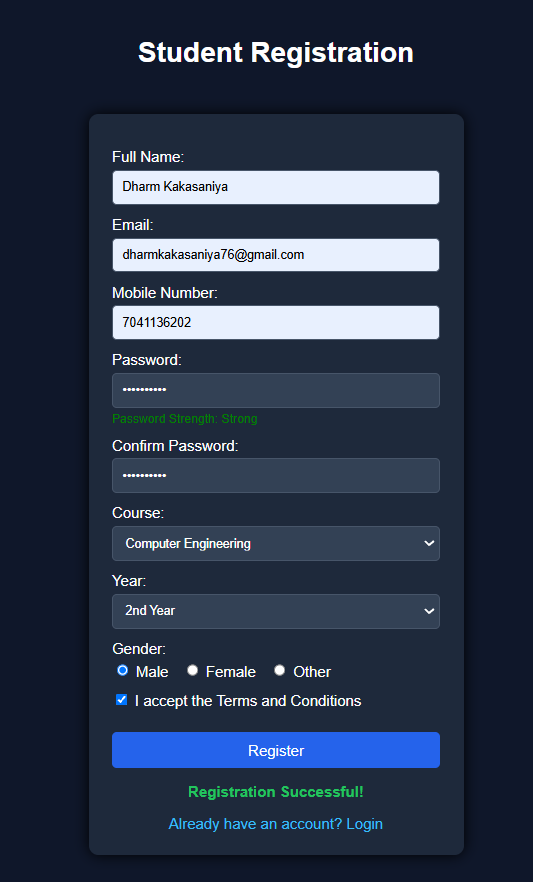 Student Registration
Full Name:
Dharm Kakasaniya
Email:
dharmkakasaniya76@gmail.com
Mobile Number:
7041136202
Password:
••••••••••
Password Strength: Strong
Confirm Password:
••••••••••
Course:
Computer Engineering
Year:
2nd Year
Gender:
Male Female Other
I accept the Terms and Conditions
Register
Registration Successful!
Already have an account? Login